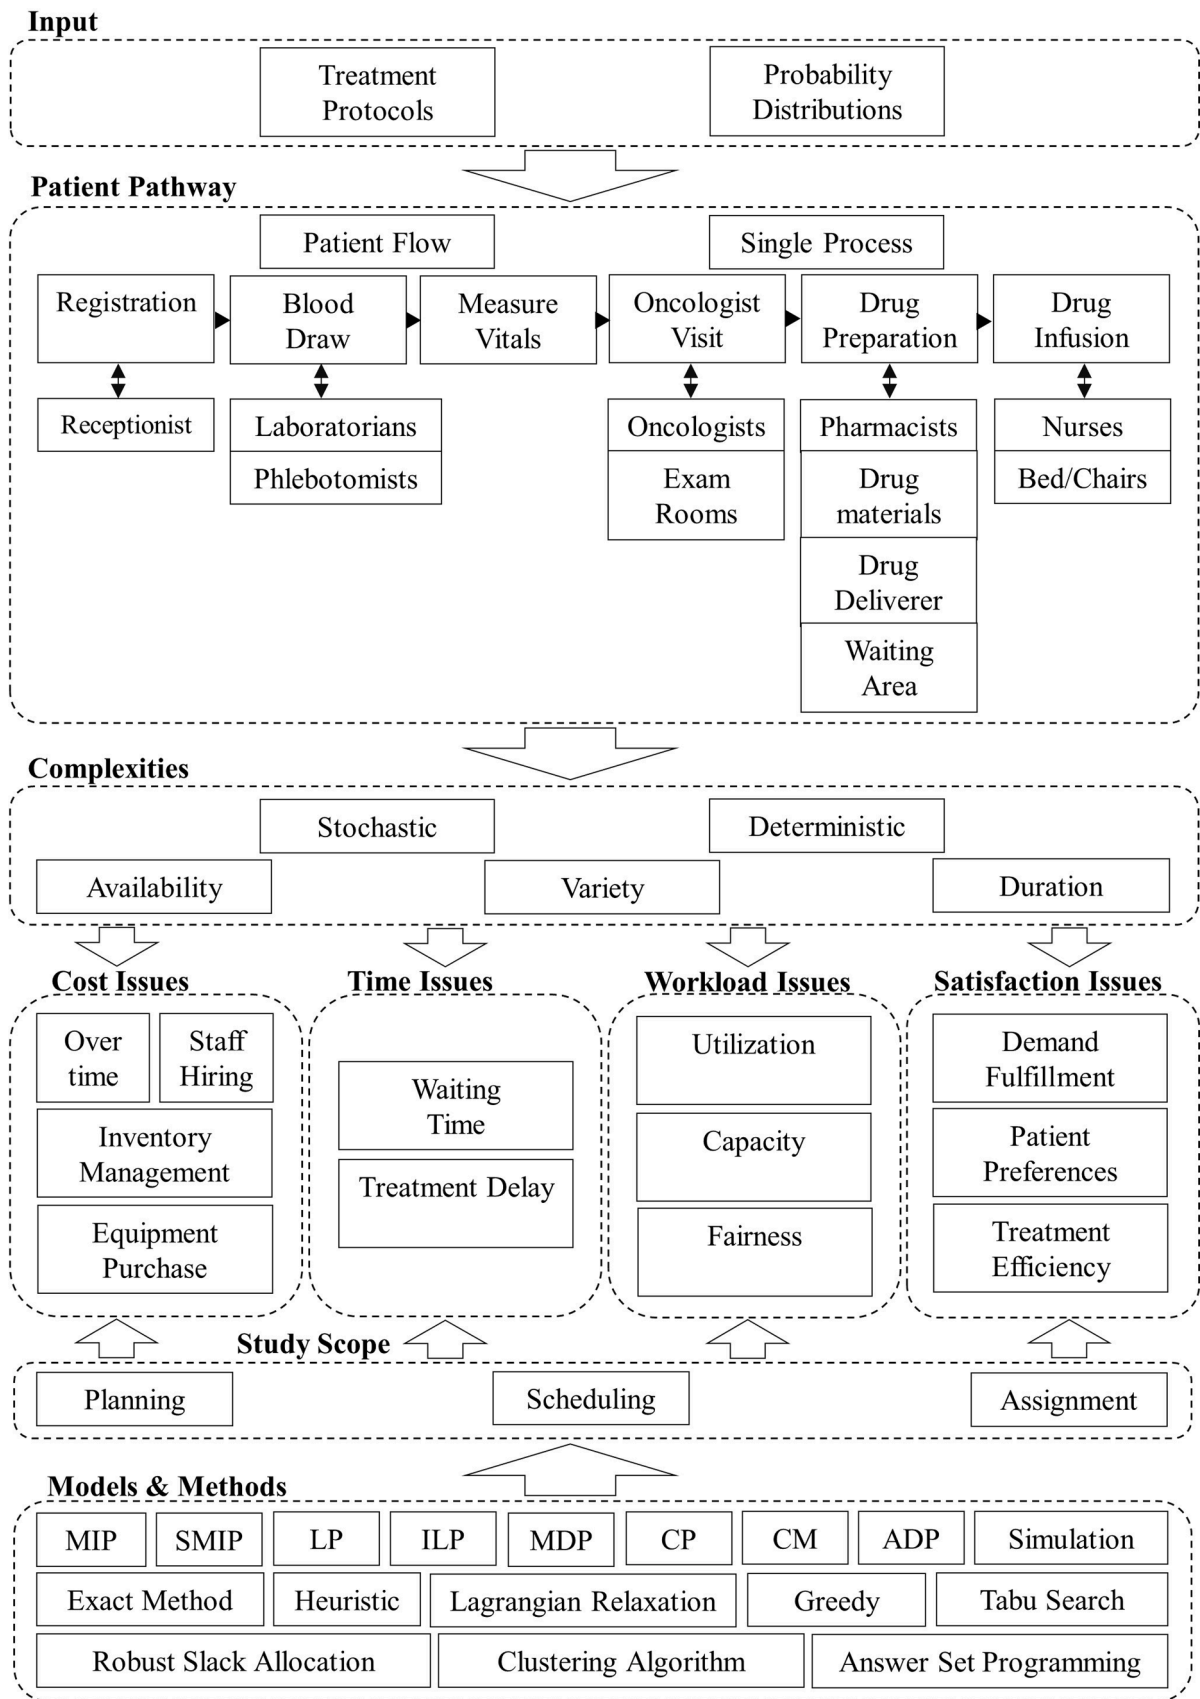 Input
Treatment
Protocols
Probability
Distributions
Patient Pathway
Patient Flow
Single Process
Registration
Blood
Draw
Measure
Vitals
Oncologist
Visit
Drug
Preparation
Drug
Infusion
Receptionist
Laboratorians
Phlebotomists
Oncologists
Exam
Rooms
Pharmacists
Drug
materials
Drug
Deliverer
Waiting
Area
Nurses
Bed/Chairs
Complexities
Stochastic
Deterministic
Availability
Variety
Duration
Cost Issues
Over
time
Staff
Hiring
Inventory
Management
Equipment
Purchase
Time Issues
Waiting
Time
Treatment Delay
Workload Issues
Utilization
Capacity
Fairness
Satisfaction Issues
Demand
Fulfillment
Patient
Preferences
Treatment
Efficiency
Study Scope
Planning
Scheduling
Assignment
Models & Methods
MIP
SMIP
LP
ILP
MDP
CP
CM
ADP
Simulation
Exact Method
Heuristic
Lagrangian Relaxation
Greedy
Tabu Search
Robust Slack Allocation
Clustering Algorithm
Answer Set Programming